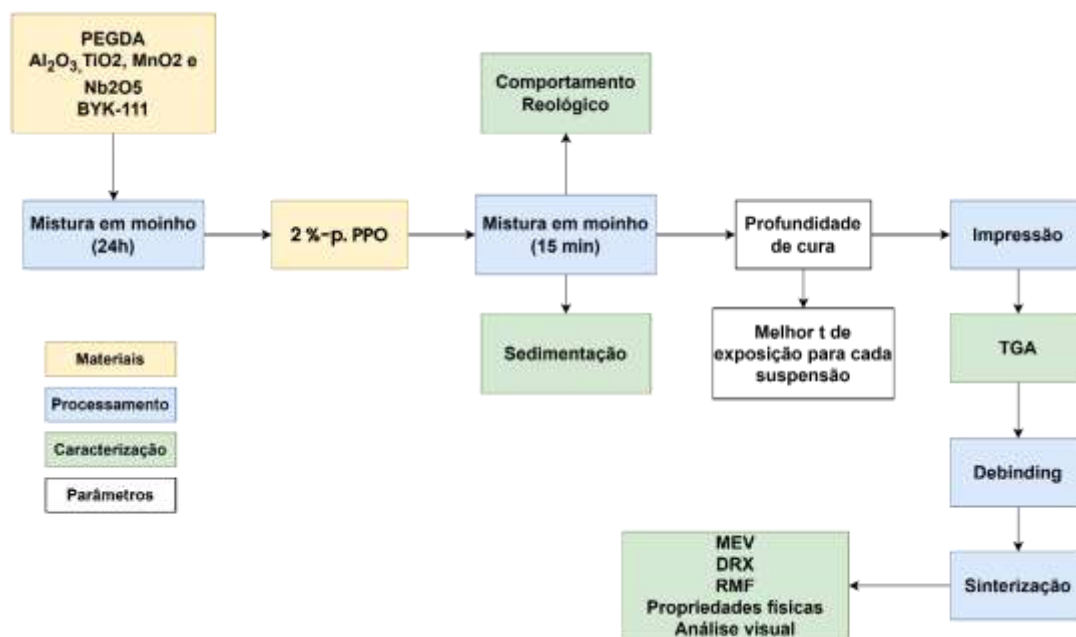 PEGDA
Al₂O₃, TiO2, MnO2 e
Nb2O5
BYK-111
Comportamento
Reológico
Mistura em moinho
(24h)
2 %-p. PPO
Mistura em moinho
(15 min)
Profundidade
de cura
Impressão
Sedimentação
Melhor t de
exposição para cada
suspensão
TGA
Materiais
Processamento
Caracterização
Parâmetros
Debinding
MEV
DRX
RMF
Propriedades físicas
Análise visual
Sinterização